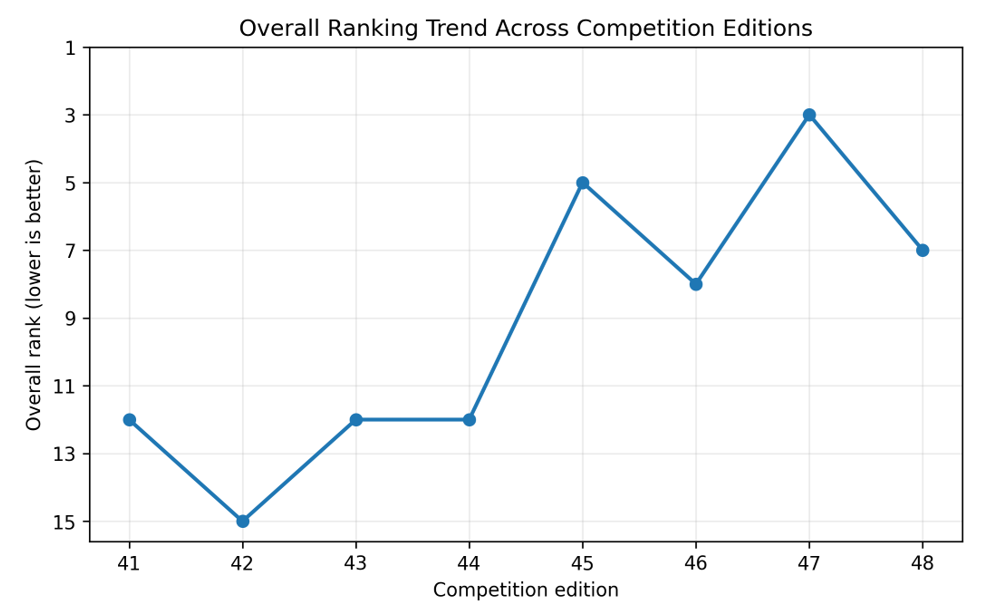 Overall Ranking Trend Across Competition Editions
Overall rank (lower is better)
1
3
5
7
9
11
13
15
41 42 43 44 45 46 47 48
Competition edition